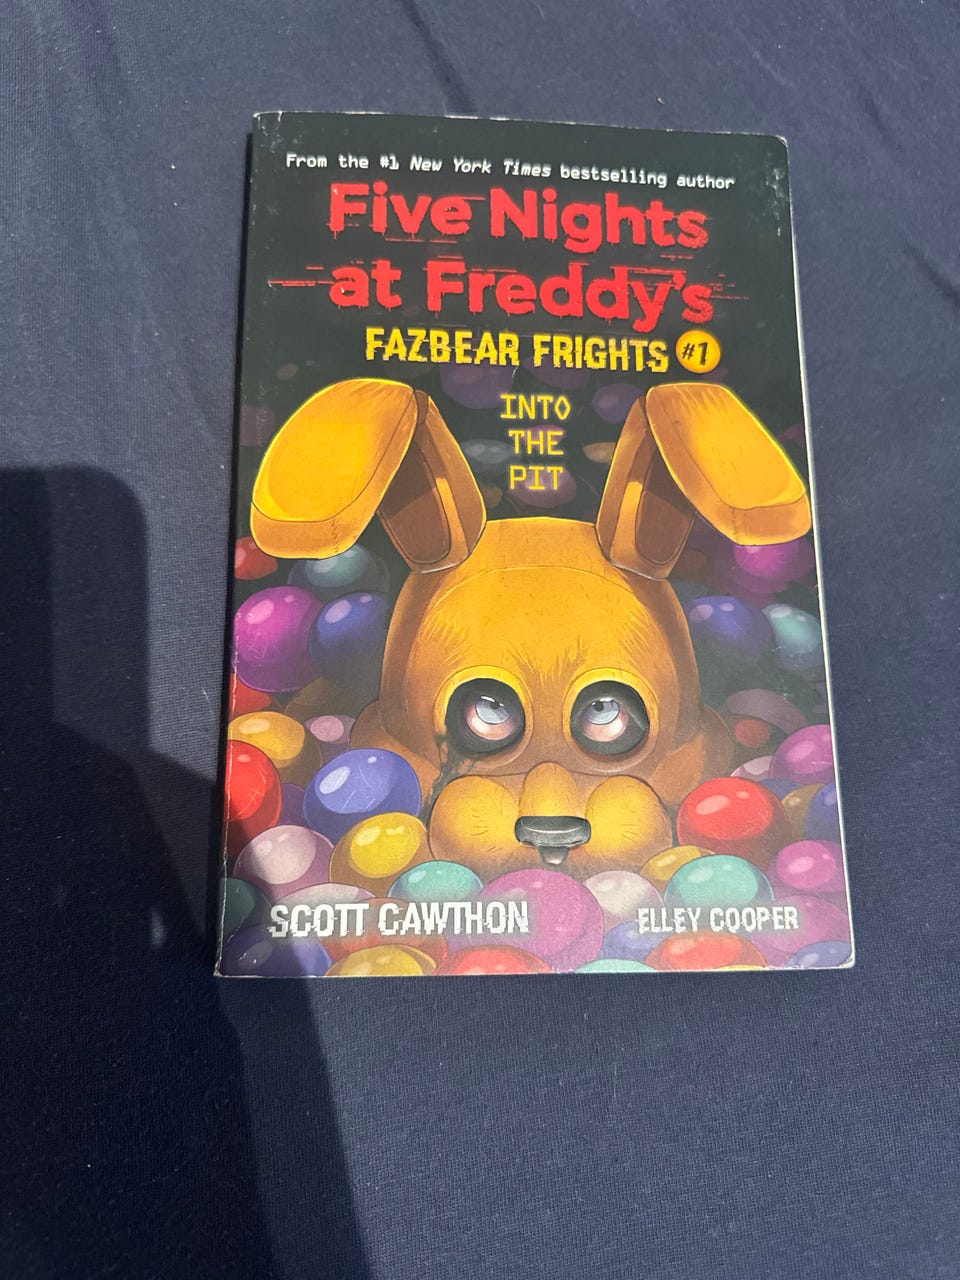 From the #1 New York Times bestselling author
Five Nights
at Freddy's™
FAZBEAR FRIGHTS #1
INTO
THE
PIT
SCOTT CAWTHON
ELLEY COOPER